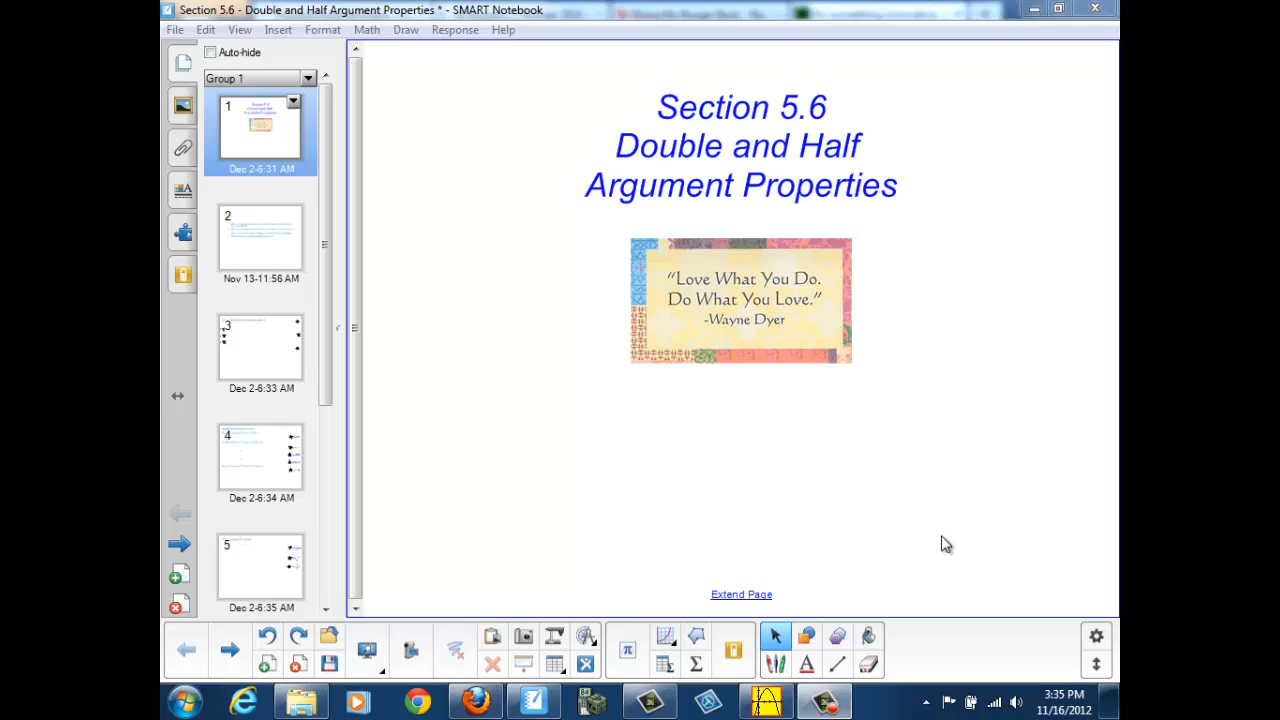 Section 5.6 - Double and Half Argument Properties * - SMART Notebook
File Edit View Insert Format Math Draw Response Help
Auto-hide
Group 1
1
Dec 2-6:31 AM
2
Nov 13-11:56 AM
3
Dec 2-6:33 AM
4
Dec 2-6:34 AM
5
Dec 2-6:35 AM
Section 5.6
Double and Half
Argument Properties
“Love What You Do.
Do What You Love.”
-Wayne Dyer
Extend Page
3:35 PM
11/16/2012